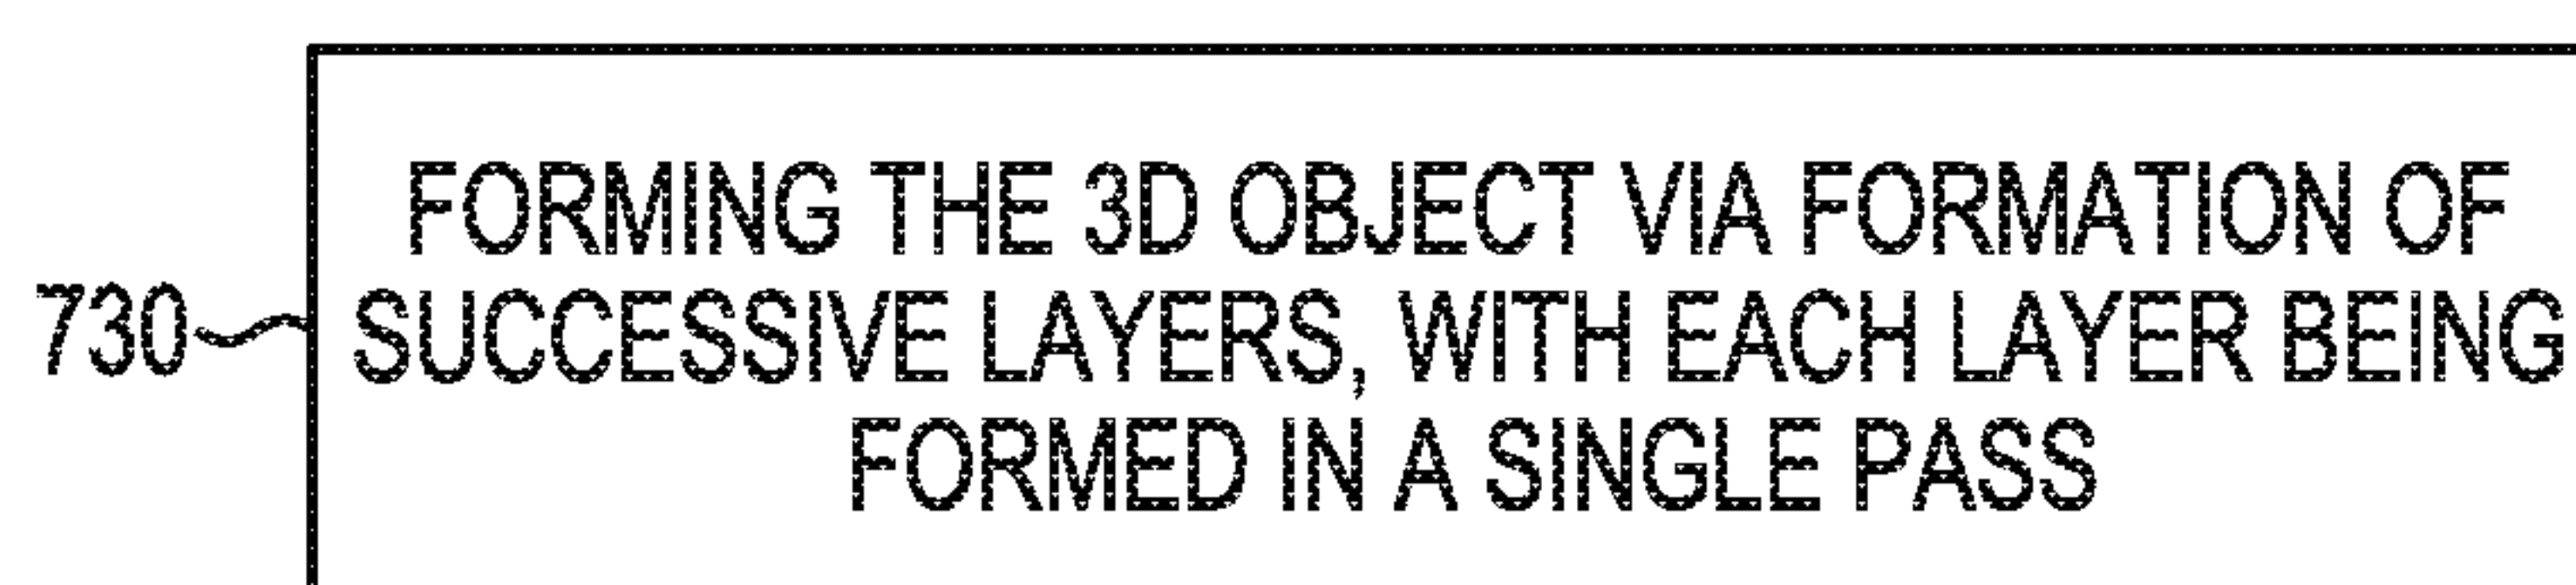 FORMING THE 3D OBJECT VIA FORMATION OF
730 SUCCESSIVE LAYERS, WITH EACH LAYER BEING
FORMED IN A SINGLE PASS